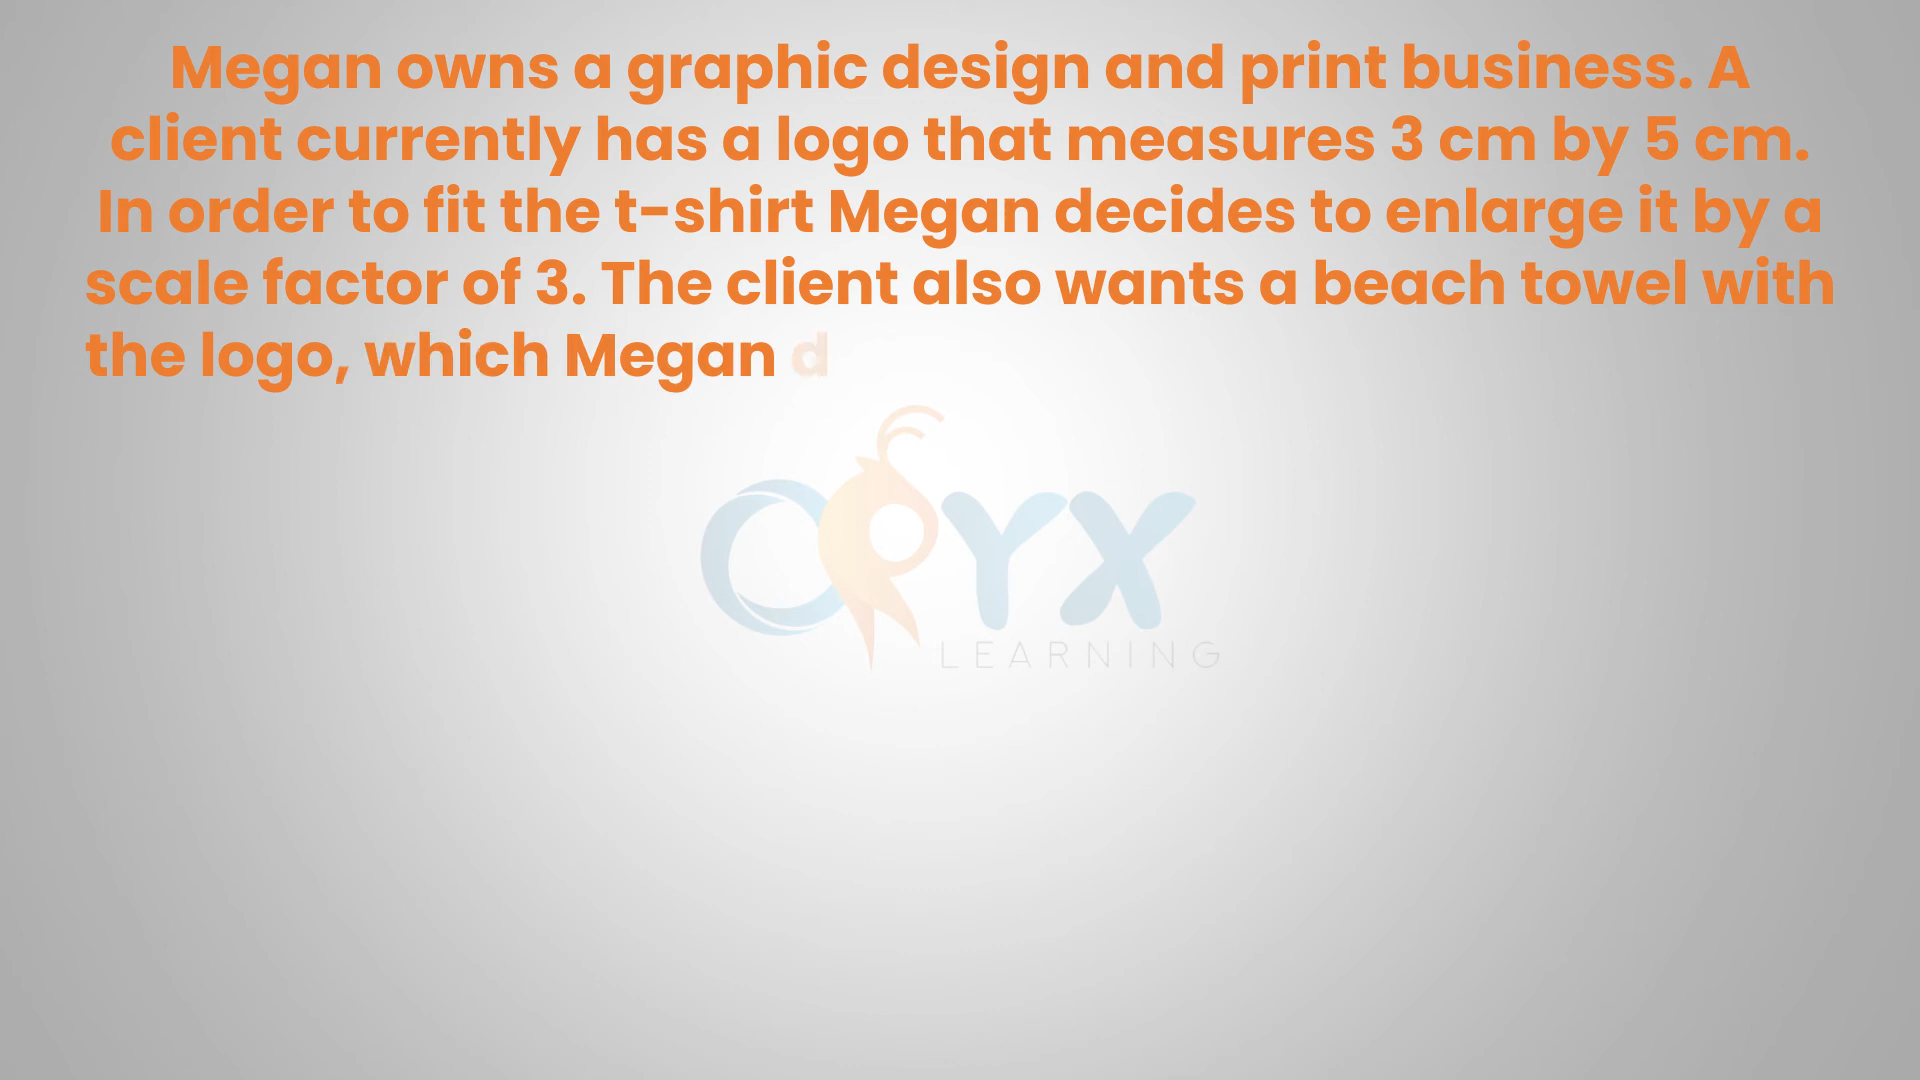 Megan owns a graphic design and print business. A
client currently has a logo that measures 3 cm by 5 cm.
In order to fit the t-shirt Megan decides to enlarge it by a
scale factor of 3. The client also wants a beach towel with
the logo, which Megan d
ORYX
LEARNING